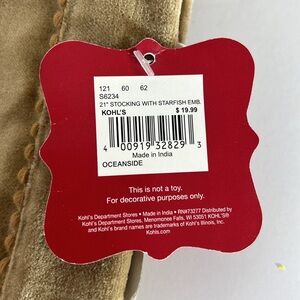 121 60 62
S6234
21" STOCKING WITH STARFISH EMB.
KOHL'S $ 19.99
4 00919 32829 3
Made in India
OCEANSIDE
This is not a toy.
For decorative purposes only.
Kohl's Department Stores • Made in India • RN#73277 Distributed by
Kohl's Department Stores, Menomonee Falls, WI 53051 KOHL'S®
and Kohl's brand names are trademarks of Kohl's Illinois, Inc.
Kohls.com